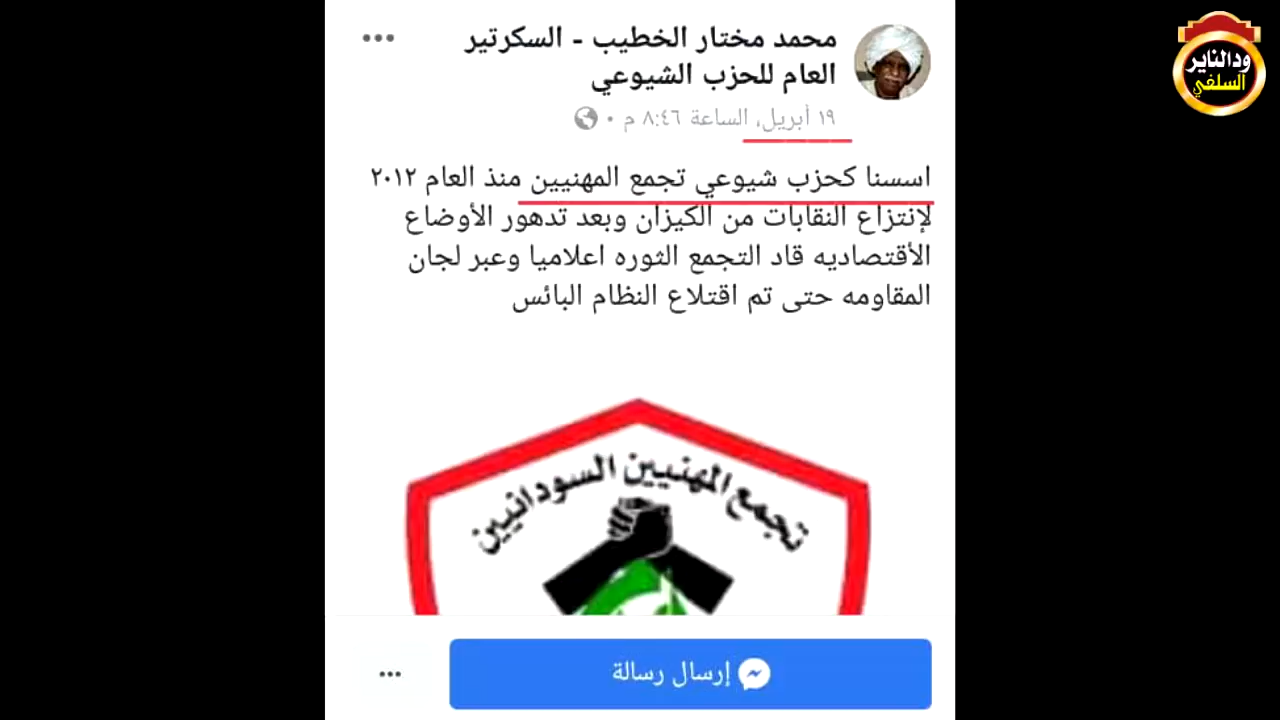 محمد مختار الخطيب - السكرتير
العام للحزب الشيوعي
١٩ أبريل، الساعة ٨:٤٦ م •
اسسنا كحزب شيوعي تجمع المهنيين منذ العام ٢٠١٢
لإنتزاع النقابات من الكيزان وبعد تدهور الأوضاع
الأقتصاديه قاد التجمع الثوره اعلاميا وعبر لجان
المقاومه حتى تم اقتلاع النظام البائس
تجمع المهنيين السودانيين
إرسال رسالة
ودالناير
السلفي